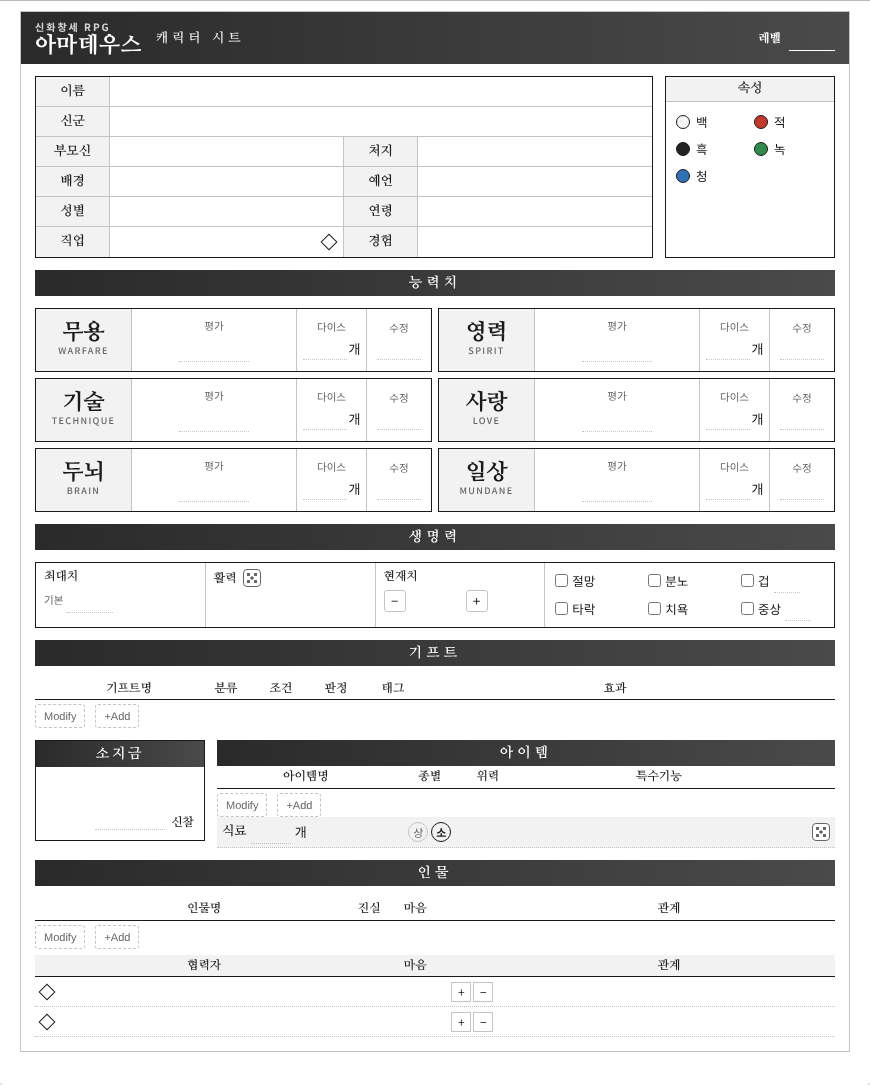 신화창세 RPG
아마데우스 캐릭터 시트 레벨
이름 속성
신군 백 적
부모신 처지 흑 녹
배경 예언 청
성별 연령
직업 경험
능력치
무용 평가 다이스 수정 영력 평가 다이스 수정
WARFARE 개 SPIRIT 개
기술 평가 다이스 수정 사랑 평가 다이스 수정
TECHNIQUE 개 LOVE 개
두뇌 평가 다이스 수정 일상 평가 다이스 수정
BRAIN 개 MUNDANE 개
생명력
최대치 활력 현재치 절망 분노 겁
기본 − + 타락 치욕 중상
기프트
기프트명 분류 조건 판정 태그 효과
Modify +Add
소지금 아이템
아이템명 종별 위력 특수기능
Modify +Add
신찰 식료 개 상 소
인물
인물명 진실 마음 관계
Modify +Add
협력자 마음 관계
+ −
+ −